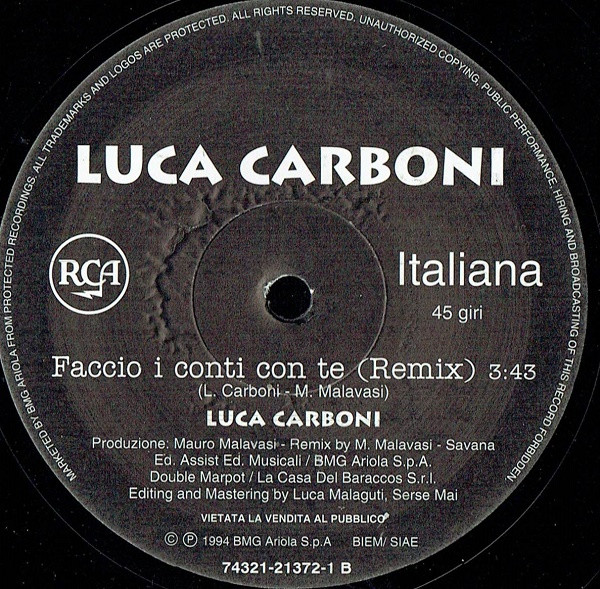 MARKETED BY BMG ARIOLA FROM PROTECTED RECORDINGS. ALL TRADEMARKS AND LOGOS ARE PROTECTED. ALL RIGHTS RESERVED. UNAUTHORIZED COPYING, PUBLIC PERFORMANCE, HIRING AND BROADCASTING OF THIS RECORD FORBIDDEN
LUCA CARBONI
RCA
Italiana
45 giri
Faccio i conti con te (Remix) 3:43
(L. Carboni - M. Malavasi)
LUCA CARBONI
Produzione: Mauro Malavasi - Remix by M. Malavasi - Savana
Ed. Assist Ed. Musicali / BMG Ariola S.p.A.
Double Marpot / La Casa Del Baraccos S.r.l.
Editing and Mastering by Luca Malaguti, Serse Mai
VIETATA LA VENDITA AL PUBBLICO
© ℗ 1994 BMG Ariola S.p.A BIEM/ SIAE
74321-21372-1 B